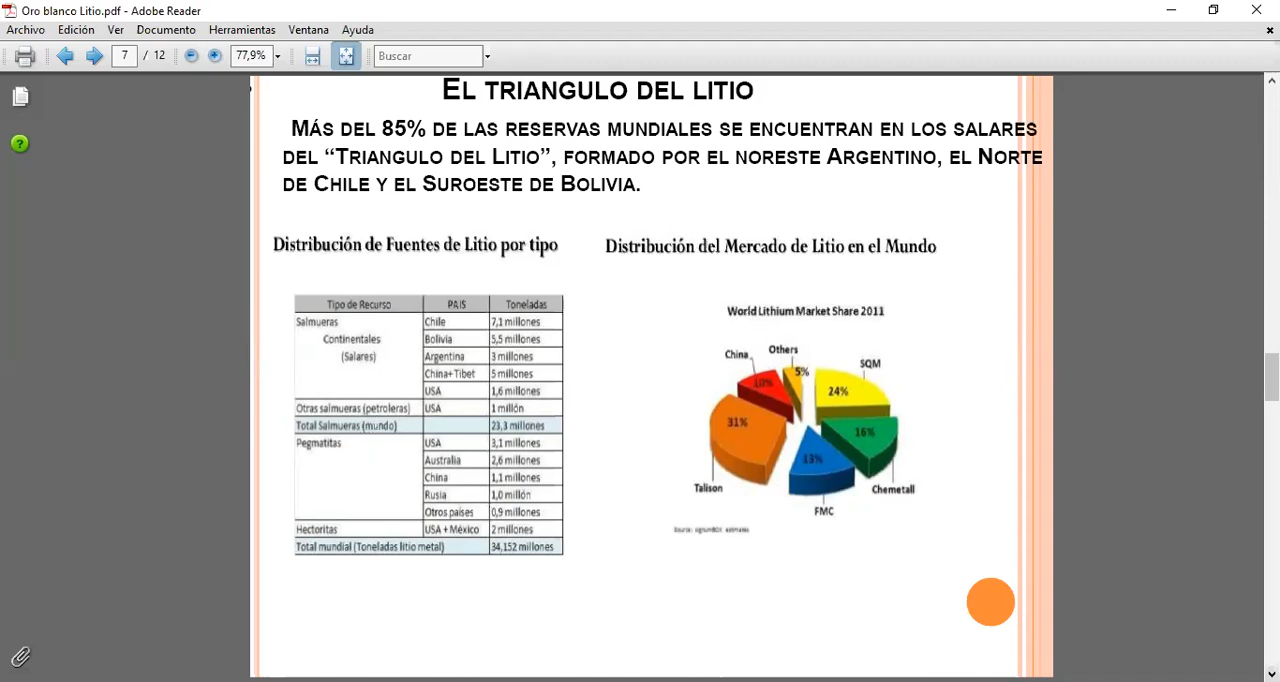 Oro blanco Litio.pdf - Adobe Reader
Archivo Edición Ver Documento Herramientas Ventana Ayuda
7 / 12 77,9% Buscar
EL TRIANGULO DEL LITIO
MÁS DEL 85% DE LAS RESERVAS MUNDIALES SE ENCUENTRAN EN LOS SALARES
DEL “TRIANGULO DEL LITIO”, FORMADO POR EL NORESTE ARGENTINO, EL NORTE
DE CHILE Y EL SUROESTE DE BOLIVIA.
Distribución de Fuentes de Litio por tipo
Tipo de Recurso PAIS Toneladas
Salmueras Chile 7,1 millones
Continentales Bolivia 5,5 millones
(Salares) Argentina 3 millones
China+Tibet 5 millones
USA 1,6 millones
Otras salmueras (petroleras) USA 1 millón
Total Salmueras (mundo) 23,3 millones
Pegmatitas USA 3,1 millones
Australia 2,6 millones
China 1,1 millones
Rusia 1,0 millón
Otros países 0,9 millones
Hectoritas USA + México 2 millones
Total mundial (Toneladas litio metal) 34,152 millones
Distribución del Mercado de Litio en el Mundo
World Lithium Market Share 2011
Others
China
SQM
5%
10%
24%
31%
16%
13%
Talison
Chemetall
FMC
Source: signumBOX estimates